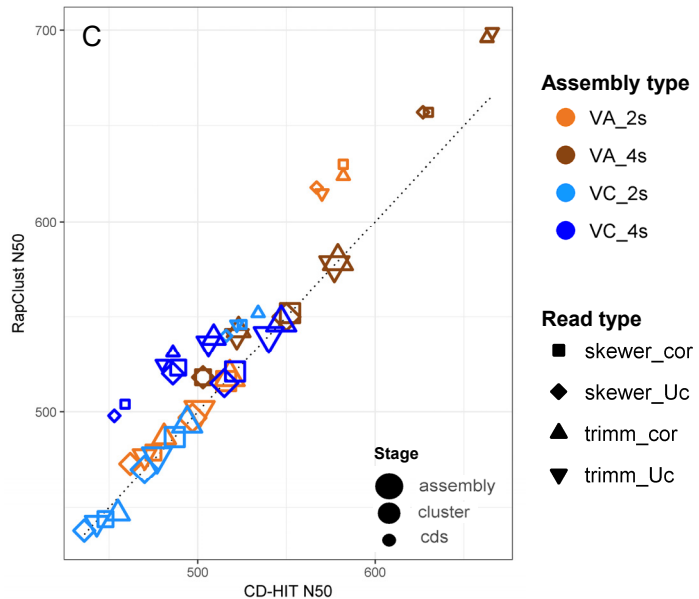 C
700
600
500
RapClust N50
500
600
CD-HIT N50
Stage
assembly
cluster
cds
Assembly type
VA_2s
VA_4s
VC_2s
VC_4s
Read type
skewer_cor
skewer_Uc
trimm_cor
trimm_Uc